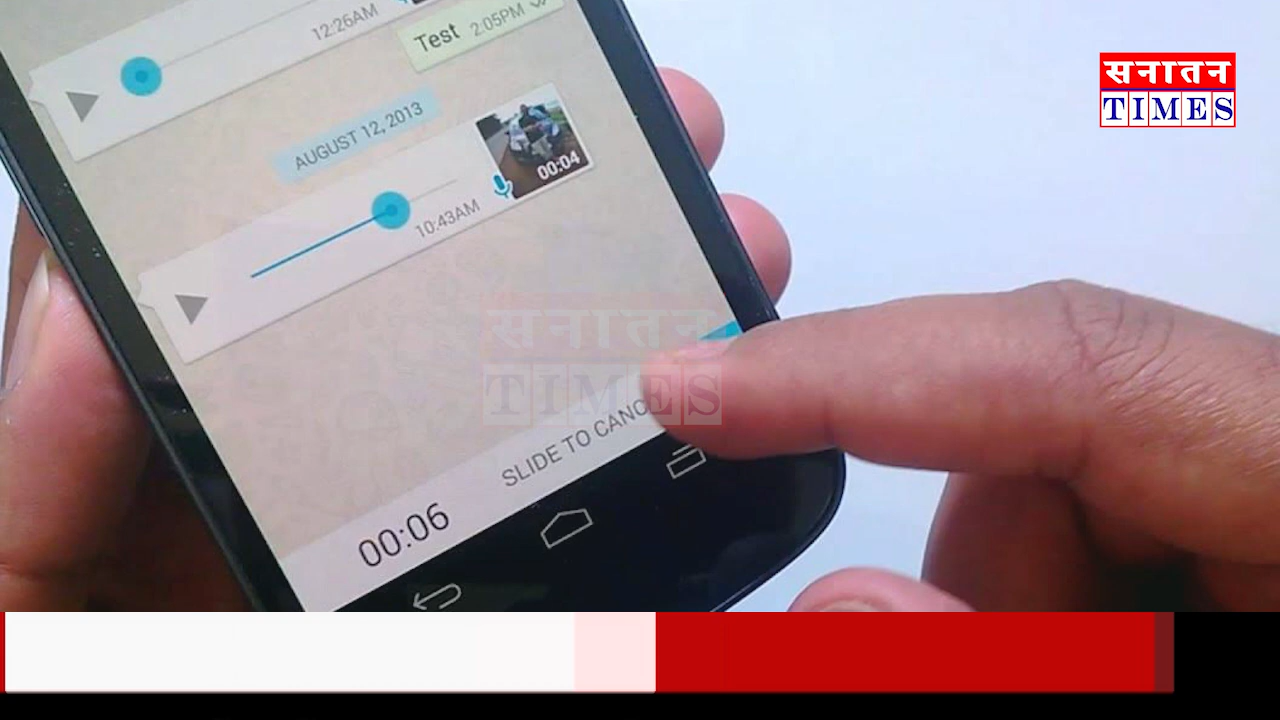 12:26AM
Test 2:05PM
सनातन
TIMES
AUGUST 12, 2013
00:04
10:43AM
सनातन
TIMES
SLIDE TO CANC
00:06